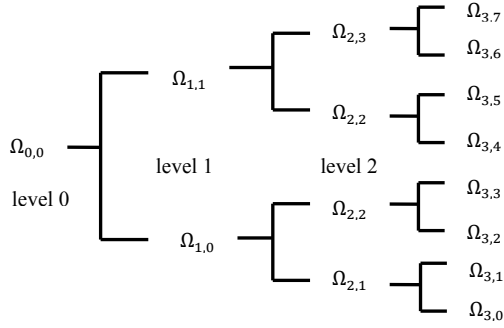 Ω3.7
Ω2,3
Ω3,6
Ω1,1
Ω3,5
Ω2,2
Ω3,4
Ω0,0
level 0
level 1
level 2
Ω3,3
Ω2,2
Ω3,2
Ω1,0
Ω3,1
Ω2,1
Ω3,0